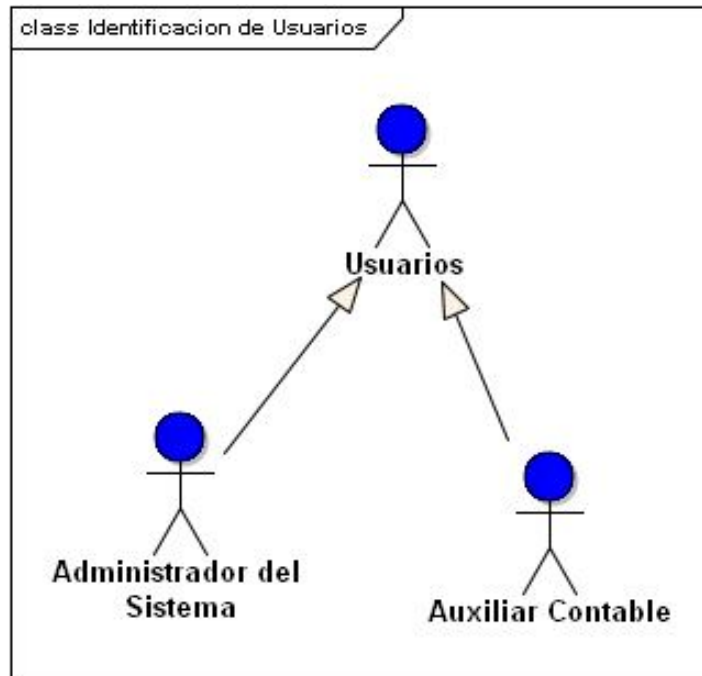 class Identificacion de Usuarios
Usuarios
Administrador del
Sistema
Auxiliar Contable